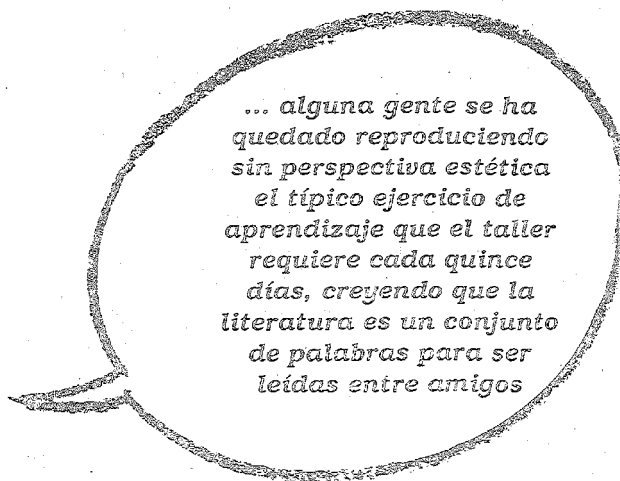 ... alguna gente se ha
quedado reproduciendo
sin perspectiva estética
el típico ejercicio de
aprendizaje que el taller
requiere cada quince
días, creyendo que la
literatura es un conjunto
de palabras para ser
leídas entre amigos